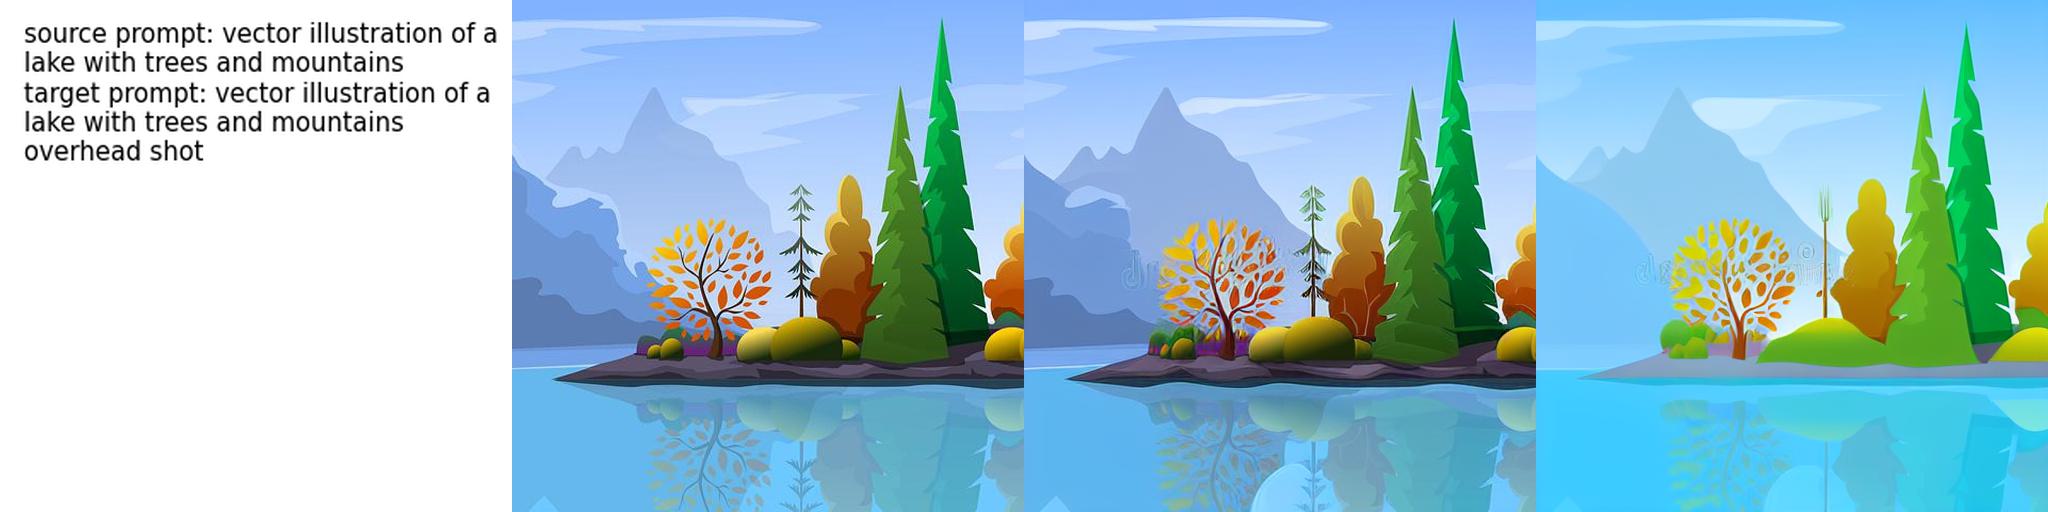 source prompt: vector illustration of a
lake with trees and mountains
target prompt: vector illustration of a
lake with trees and mountains
overhead shot